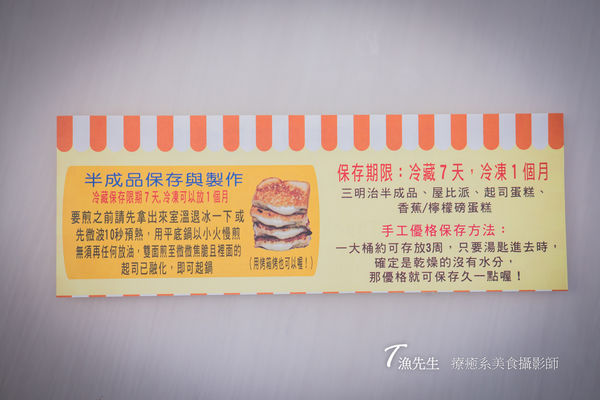 半成品保存與製作
冷藏保存限期7天,冷凍可以放1個月
要煎之前請先拿出來室溫退冰一下 或
先微波10秒預熱，用平底鍋以小火慢煎
無須再任何放油，雙面煎至微微焦脆且裡面的
起司已融化，即可起鍋
(用烤箱烤也可以喔！)
保存期限：冷藏7天，冷凍1個月
三明治半成品、屋比派、起司蛋糕、
香蕉/檸檬磅蛋糕
手工優格保存方法：
一大桶約可存放3周，只要湯匙進去時，
確定是乾燥的沒有水分，
那優格就可保存久一點喔！
T漁先生 療癒系美食攝影師